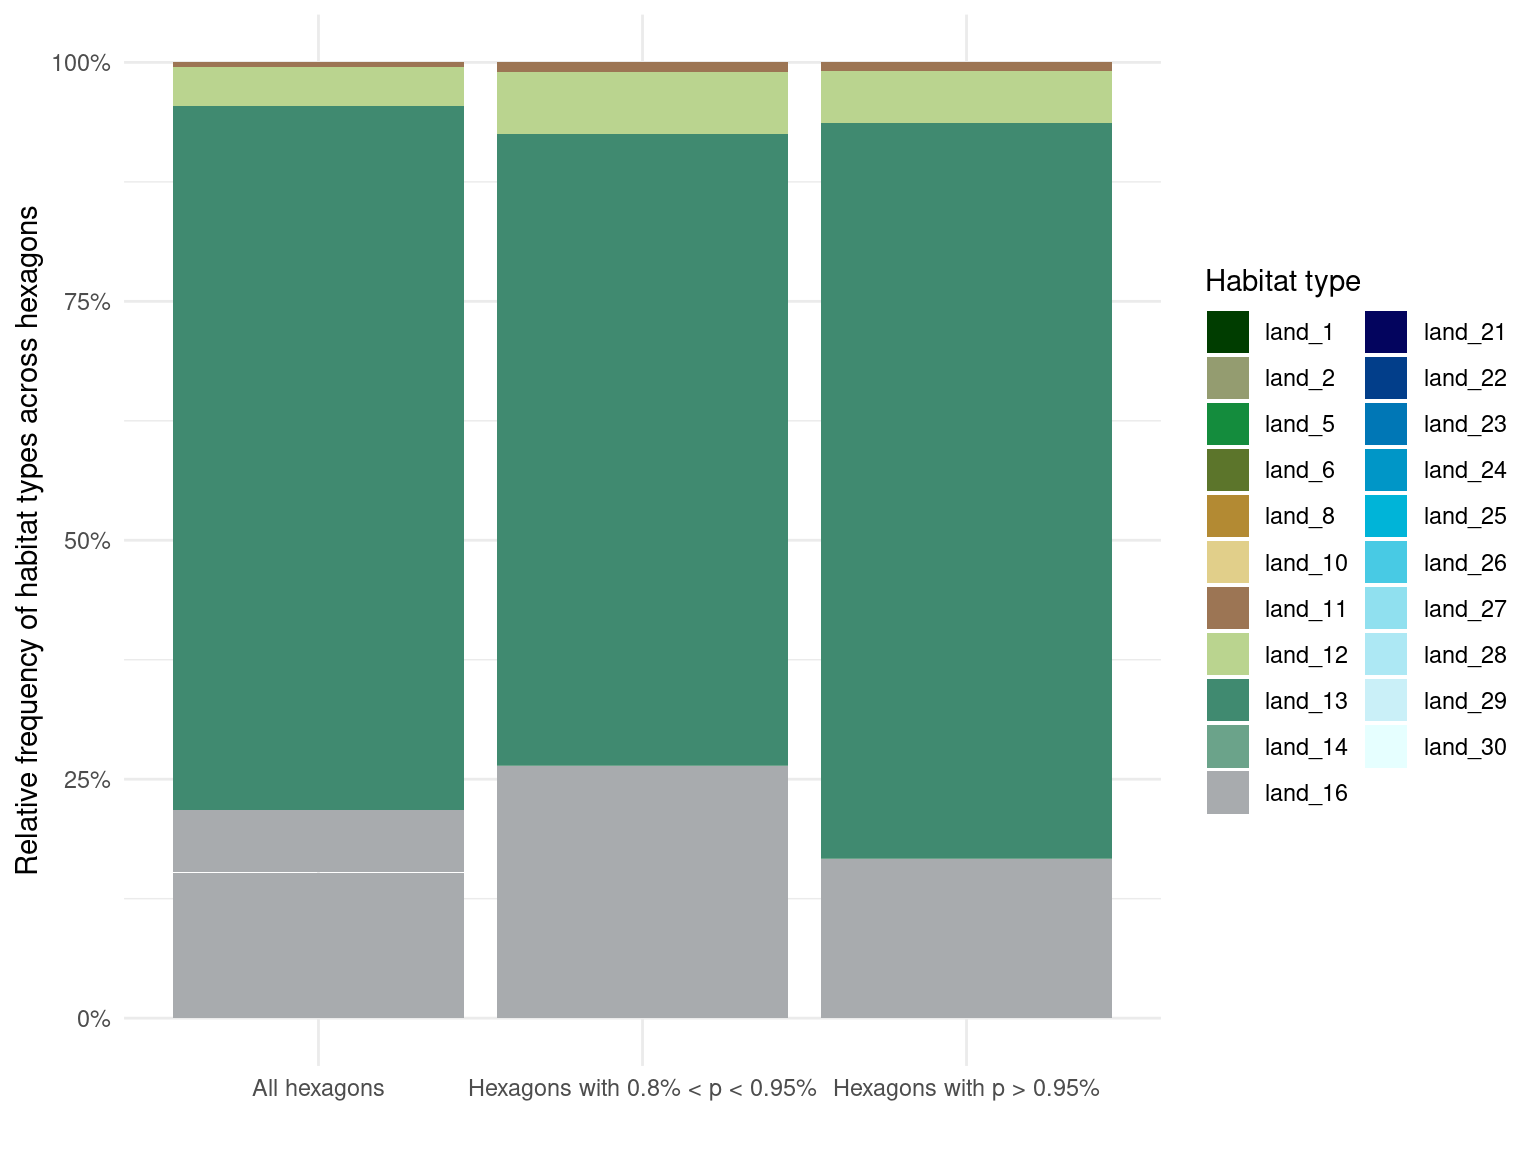 Relative frequency of habitat types across hexagons
100%
75%
50%
25%
0%
All hexagons
Hexagons with 0.8% < p < 0.95%
Hexagons with p > 0.95%
Habitat type
land_1
land_2
land_5
land_6
land_8
land_10
land_11
land_12
land_13
land_14
land_16
land_21
land_22
land_23
land_24
land_25
land_26
land_27
land_28
land_29
land_30